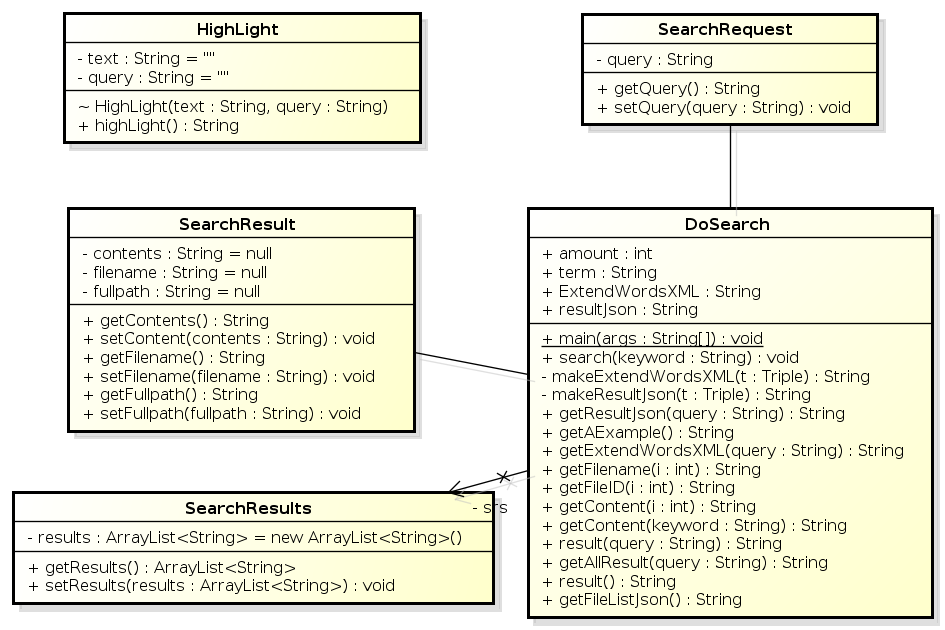 HighLight
- text : String = ""
- query : String = ""
~ HighLight(text : String, query : String)
+ highLight() : String
SearchRequest
- query : String
+ getQuery() : String
+ setQuery(query : String) : void
SearchResult
- contents : String = null
- filename : String = null
- fullpath : String = null
+ getContents() : String
+ setContent(contents : String) : void
+ getFilename() : String
+ setFilename(filename : String) : void
+ getFullpath() : String
+ setFullpath(fullpath : String) : void
DoSearch
+ amount : int
+ term : String
+ ExtendWordsXML : String
+ resultJson : String
+ main(args : String[]) : void
+ search(keyword : String) : void
- makeExtendWordsXML(t : Triple) : String
- makeResultJson(t : Triple) : String
+ getResultJson(query : String) : String
+ getAExample() : String
+ getExtendWordsXML(query : String) : String
+ getFilename(i : int) : String
+ getFileID(i : int) : String
+ getContent(i : int) : String
+ getContent(keyword : String) : String
+ result(query : String) : String
+ getAllResult(query : String) : String
+ result() : String
+ getFileListJson() : String
- srs
SearchResults
- results : ArrayList<String> = new ArrayList<String>()
+ getResults() : ArrayList<String>
+ setResults(results : ArrayList<String>) : void